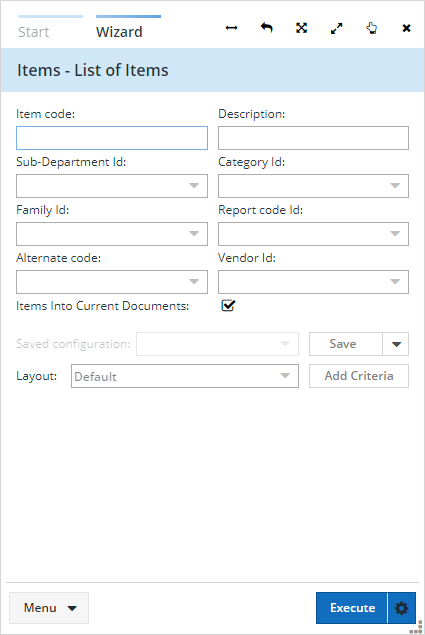 Start Wizard
Items - List of Items
Item code: Description:
Sub-Department Id: Category Id:
Family Id: Report code Id:
Alternate code: Vendor Id:
Items Into Current Documents:
Saved configuration: Save
Layout: Default Add Criteria
Menu Execute